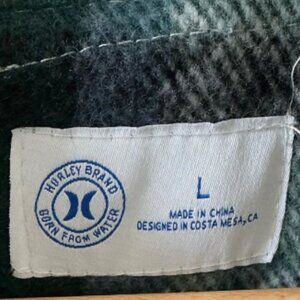 HURLEY BRAND
BORN FROM WATER
L
MADE IN CHINA
DESIGNED IN COSTA MESA, CA